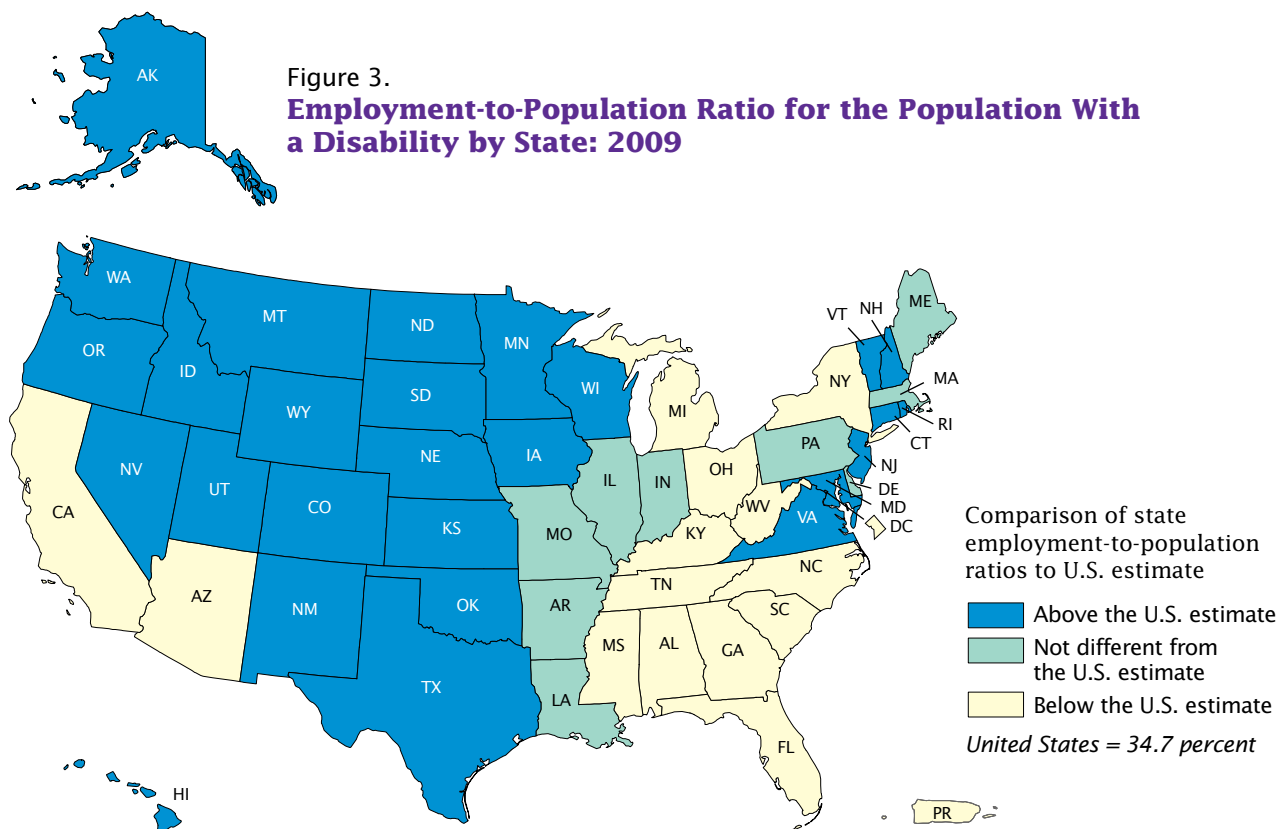 AK
Figure 3.
Employment-to-Population Ratio for the Population With
a Disability by State: 2009
WA
MT
ND
MN
OR
ID
WY
SD
WI
MI
NY
VT
NH
ME
MA
RI
CT
NJ
DE
MD
DC
NV
UT
CO
NE
IA
IL
IN
OH
PA
CA
KS
MO
KY
WV
VA
AZ
NM
OK
AR
TN
NC
SC
TX
LA
MS
AL
GA
FL
HI
PR
Comparison of state
employment-to-population
ratios to U.S. estimate
Above the U.S. estimate
Not different from
the U.S. estimate
Below the U.S. estimate
United States = 34.7 percent